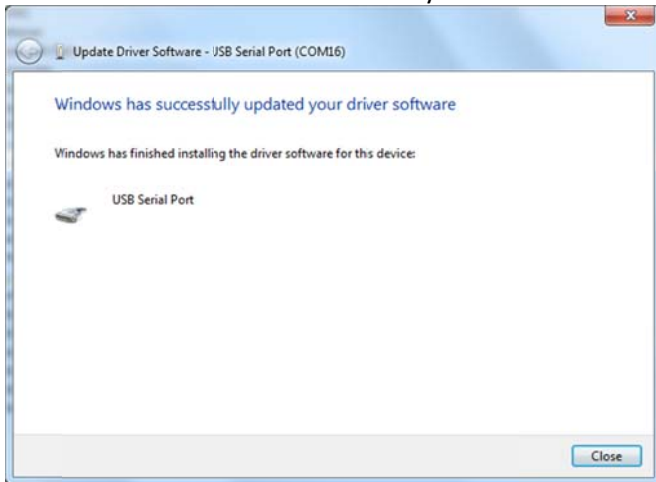 Update Driver Software - USB Serial Port (COM16)
Windows has successfully updated your driver software
Windows has finished installing the driver software for this device:
USB Serial Port
Close